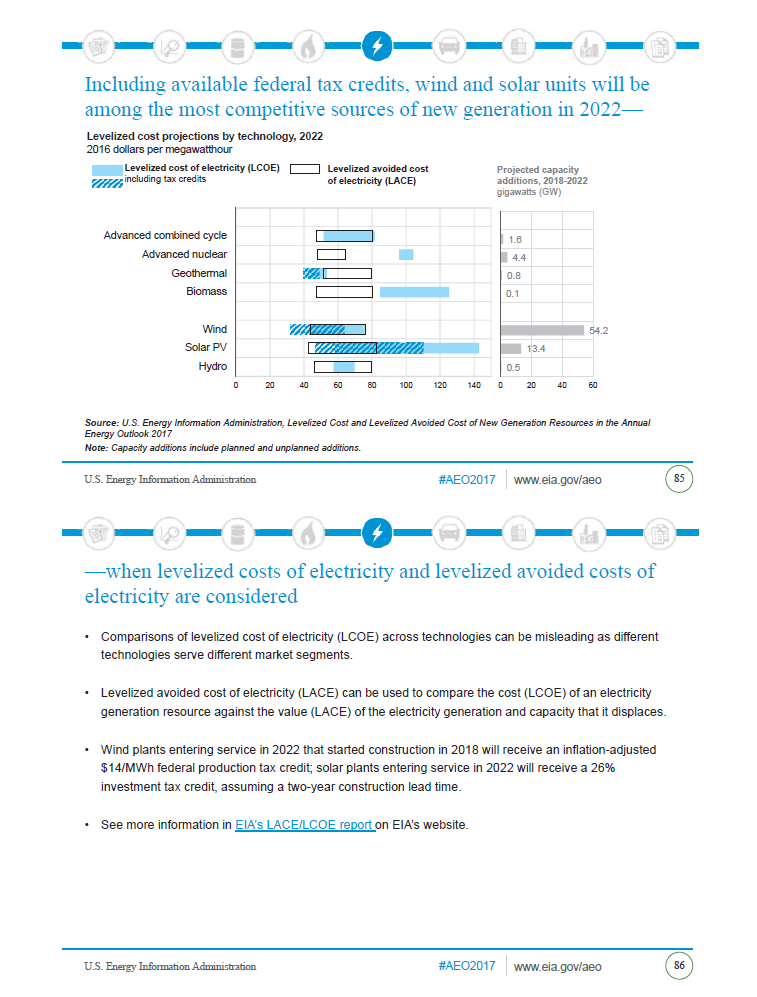 Including available federal tax credits, wind and solar units will be
among the most competitive sources of new generation in 2022—
Levelized cost projections by technology, 2022
2016 dollars per megawatthour
Levelized cost of electricity (LCOE)
including tax credits
Levelized avoided cost
of electricity (LACE)
Projected capacity
additions, 2018-2022
gigawatts (GW)
Advanced combined cycle
1.6
Advanced nuclear
4.4
Geothermal
0.8
Biomass
0.1
Wind
54.2
Solar PV
13.4
Hydro
0.5
0 20 40 60 80 100 120 140
0 20 40 60
Source: U.S. Energy Information Administration, Levelized Cost and Levelized Avoided Cost of New Generation Resources in the Annual
Energy Outlook 2017
Note: Capacity additions include planned and unplanned additions.
U.S. Energy Information Administration
#AEO2017
www.eia.gov/aeo
85
—when levelized costs of electricity and levelized avoided costs of
electricity are considered
• Comparisons of levelized cost of electricity (LCOE) across technologies can be misleading as different
technologies serve different market segments.
• Levelized avoided cost of electricity (LACE) can be used to compare the cost (LCOE) of an electricity
generation resource against the value (LACE) of the electricity generation and capacity that it displaces.
• Wind plants entering service in 2022 that started construction in 2018 will receive an inflation-adjusted
$14/MWh federal production tax credit; solar plants entering service in 2022 will receive a 26%
investment tax credit, assuming a two-year construction lead time.
• See more information in EIA's LACE/LCOE report on EIA's website.
U.S. Energy Information Administration
#AEO2017
www.eia.gov/aeo
86